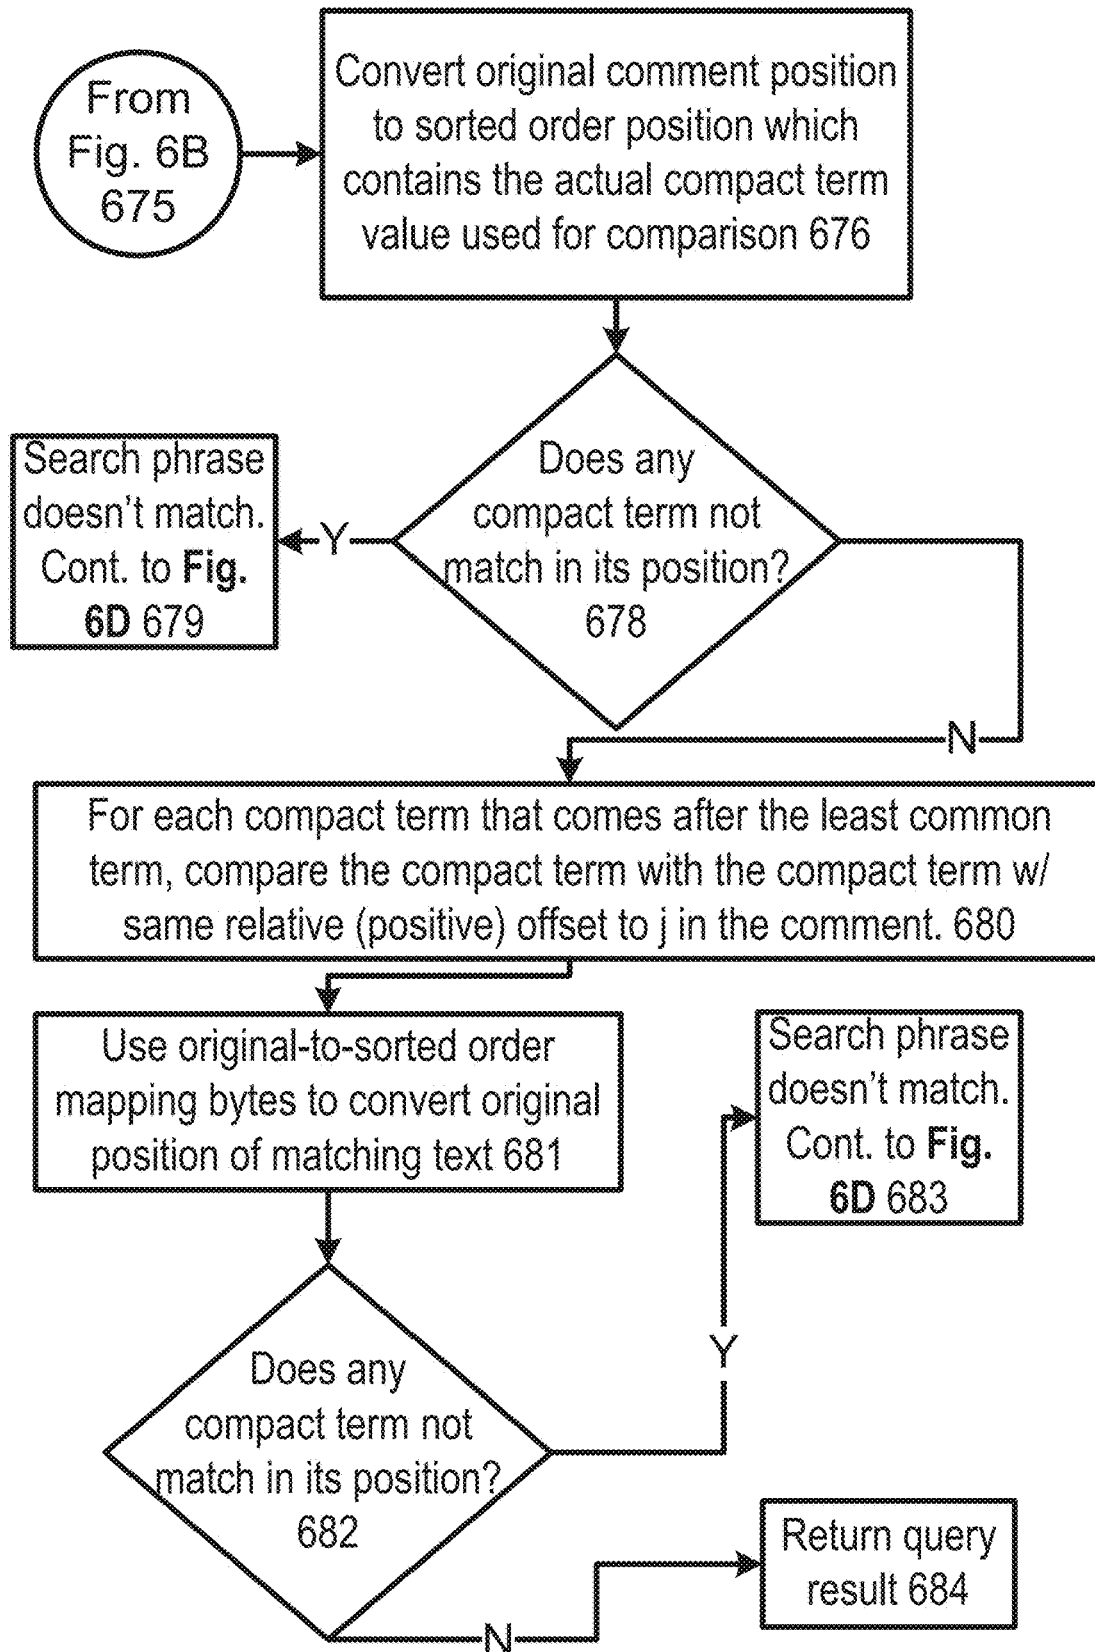 From
Fig. 6B
675
Convert original comment position
to sorted order position which
contains the actual compact term
value used for comparison 676
Does any
compact term not
match in its position?
678
Y
Search phrase
doesn't match.
Cont. to Fig.
6D 679
N
For each compact term that comes after the least common
term, compare the compact term with the compact term w/
same relative (positive) offset to j in the comment. 680
Use original-to-sorted order
mapping bytes to convert original
position of matching text 681
Search phrase
doesn't match.
Cont. to Fig.
6D 683
Y
Does any
compact term not
match in its position?
682
N
Return query
result 684